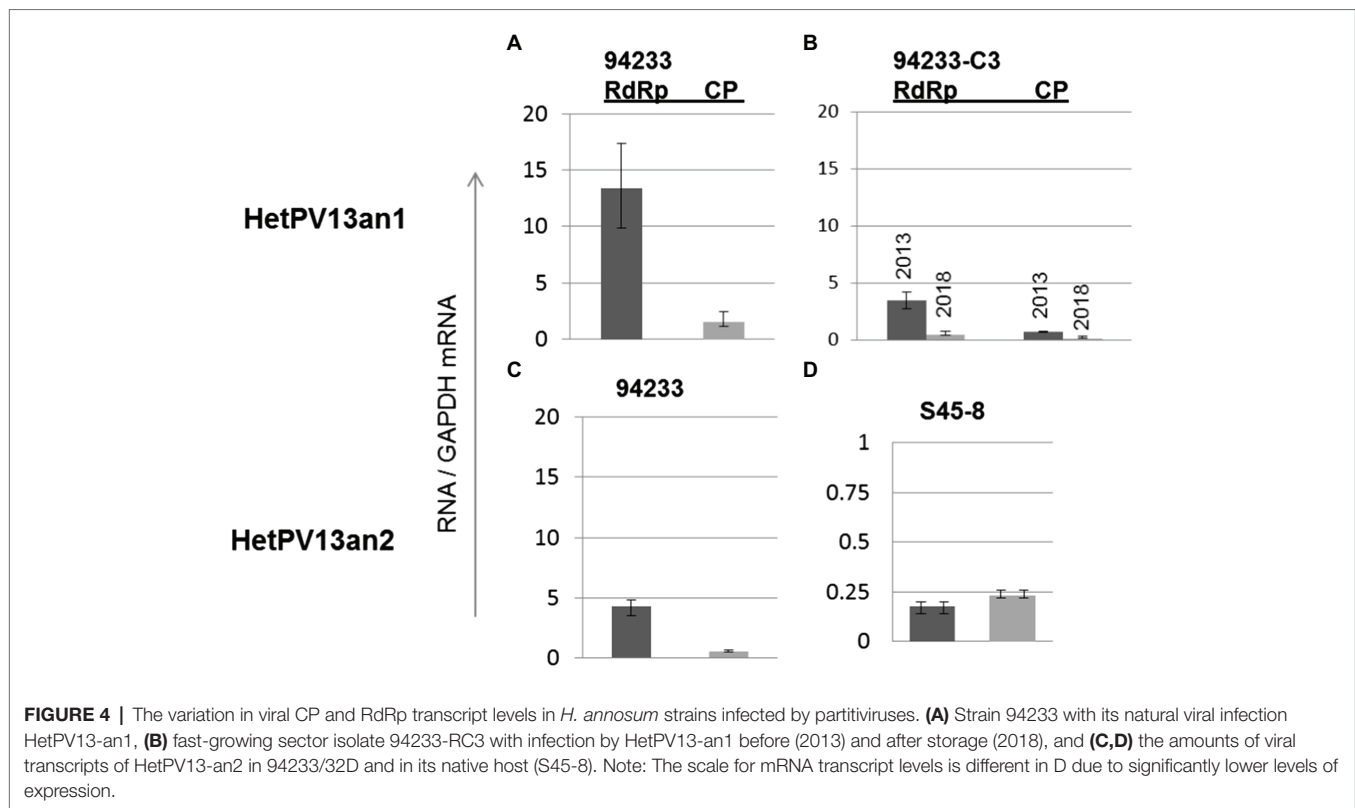 A
94233
RdRp CP
20
15
10
5
0
B
94233-C3
RdRp CP
20
15
10
5
0
2013
2018
2013
2018
HetPV13an1
RNA / GAPDH mRNA
HetPV13an2
C
94233
20
15
10
5
0
D
S45-8
1
0.75
0.5
0.25
0
FIGURE 4 | The variation in viral CP and RdRp transcript levels in H. annosum strains infected by partitiviruses. (A) Strain 94233 with its natural viral infection
HetPV13-an1, (B) fast-growing sector isolate 94233-RC3 with infection by HetPV13-an1 before (2013) and after storage (2018), and (C,D) the amounts of viral
transcripts of HetPV13-an2 in 94233/32D and in its native host (S45-8). Note: The scale for mRNA transcript levels is different in D due to significantly lower levels of
expression.